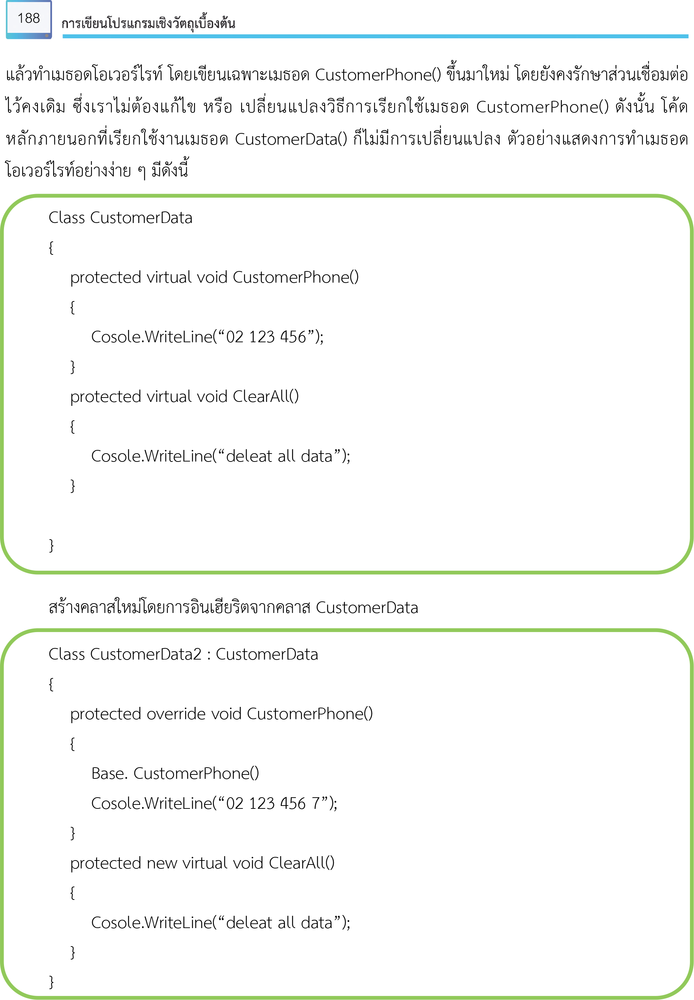 188
การเขียนโปรแกรมเชิงวัตถุเบื้องต้น
แล้วทำเมธอดโอเวอร์ไรท์ โดยเขียนเฉพาะเมธอด CustomerPhone() ขึ้นมาใหม่ โดยยังคงรักษาส่วนเชื่อมต่อ
ไว้คงเดิม ซึ่งเราไม่ต้องแก้ไข หรือ เปลี่ยนแปลงวิธีการเรียกใช้เมธอด CustomerPhone() ดังนั้น โค้ด
หลักภายนอกที่เรียกใช้งานเมธอด CustomerData() ก็ไม่มีการเปลี่ยนแปลง ตัวอย่างแสดงการทำเมธอด
โอเวอร์ไรท์อย่างง่าย ๆ มีดังนี้
Class CustomerData
{
protected virtual void CustomerPhone()
{
Cosole.WriteLine(“02 123 456”);
}
protected virtual void ClearAll()
{
Cosole.WriteLine(“deleat all data”);
}
}
สร้างคลาสใหม่โดยการอินเฮียริตจากคลาส CustomerData
Class CustomerData2 : CustomerData
{
protected override void CustomerPhone()
{
Base. CustomerPhone()
Cosole.WriteLine(“02 123 456 7”);
}
protected new virtual void ClearAll()
{
Cosole.WriteLine(“deleat all data”);
}
}